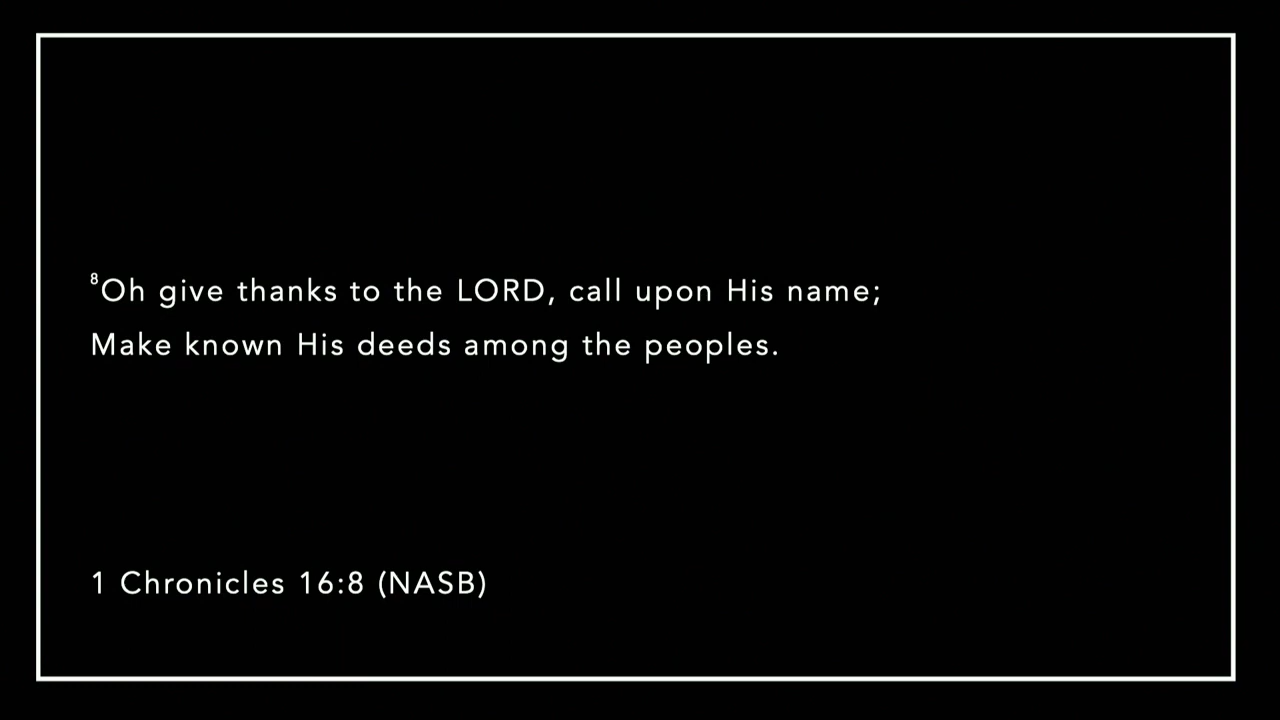 ⁸Oh give thanks to the LORD, call upon His name;
Make known His deeds among the peoples.
1 Chronicles 16:8 (NASB)